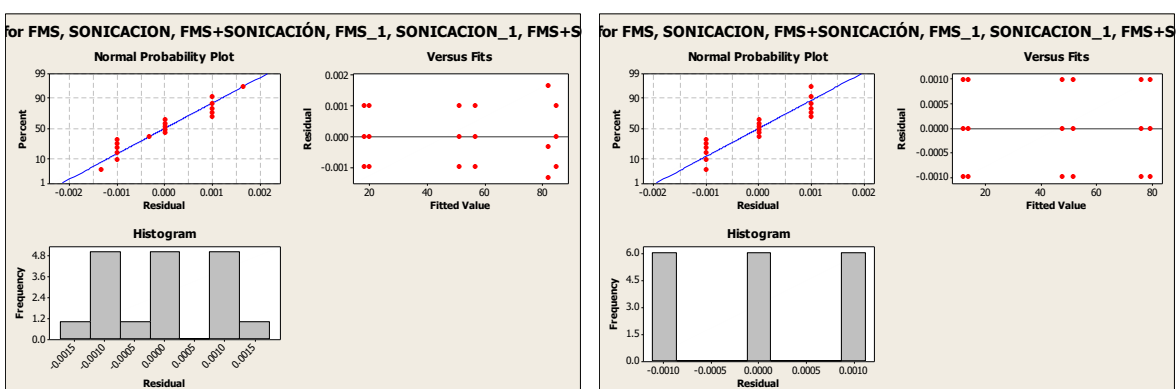 for FMS, SONICACION, FMS+SONICACIÓN, FMS_1, SONICACION_1, FMS+S
Normal Probability Plot
99
90
50
10
1
Percent
-0.002 -0.001 0.000 0.001 0.002
Residual
Versus Fits
0.002
0.001
0.000
-0.001
Residual
20 40 60 80
Fitted Value
Histogram
4.8
3.6
2.4
1.2
0.0
Frequency
-0.0015 -0.0010 -0.0005 0.0000 0.0005 0.0010 0.0015
Residual
for FMS, SONICACION, FMS+SONICACIÓN, FMS_1, SONICACION_1, FMS+S
Normal Probability Plot
99
90
50
10
1
Percent
-0.002 -0.001 0.000 0.001 0.002
Residual
Versus Fits
0.0010
0.0005
0.0000
-0.0005
-0.0010
Residual
20 40 60 80
Fitted Value
Histogram
6.0
4.5
3.0
1.5
0.0
Frequency
-0.0010 -0.0005 0.0000 0.0005 0.0010
Residual